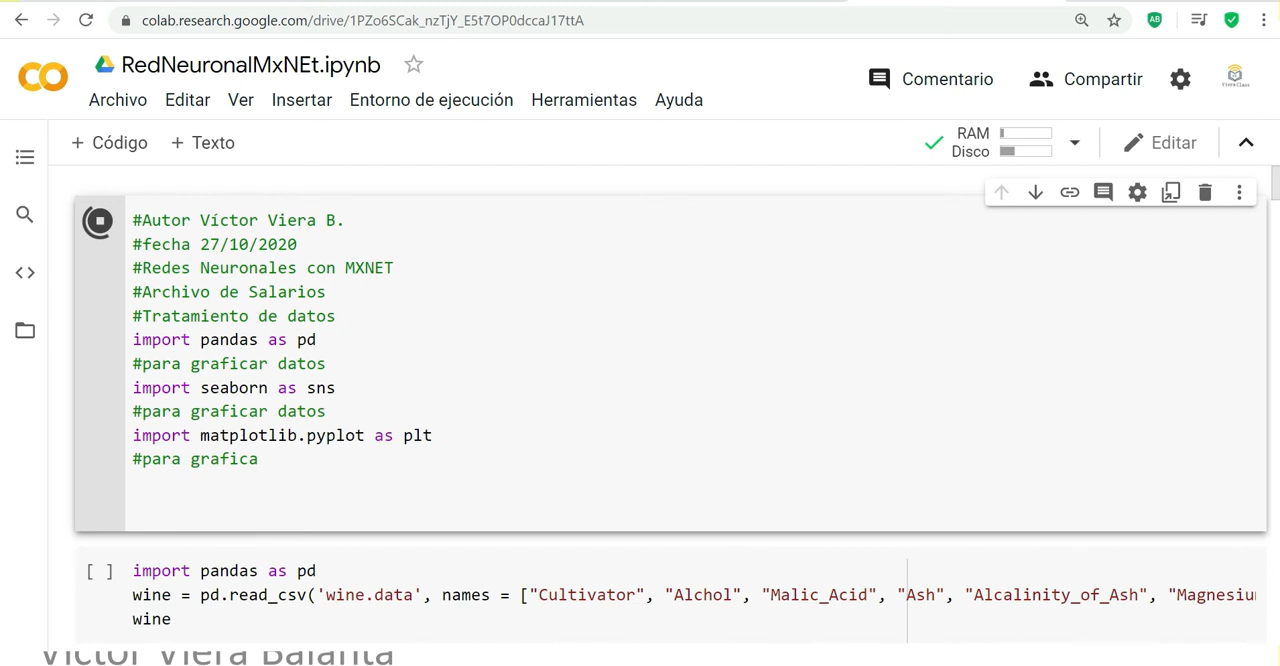 colab.research.google.com/drive/1PZo6SCak_nzTjY_E5t7OP0dccaJ17ttA
RedNeuronalMxNEt.ipynb
Comentario
Compartir
Archivo Editar Ver Insertar Entorno de ejecución Herramientas Ayuda
+ Código + Texto
RAM
Disco
Editar
#Autor Víctor Viera B.
#fecha 27/10/2020
#Redes Neuronales con MXNET
#Archivo de Salarios
#Tratamiento de datos
import pandas as pd
#para graficar datos
import seaborn as sns
#para graficar datos
import matplotlib.pyplot as plt
#para grafica
[ ] import pandas as pd
wine = pd.read_csv('wine.data', names = ["Cultivator", "Alchol", "Malic_Acid", "Ash", "Alcalinity_of_Ash", "Magnesiu
wine
Víctor Viera Balanta